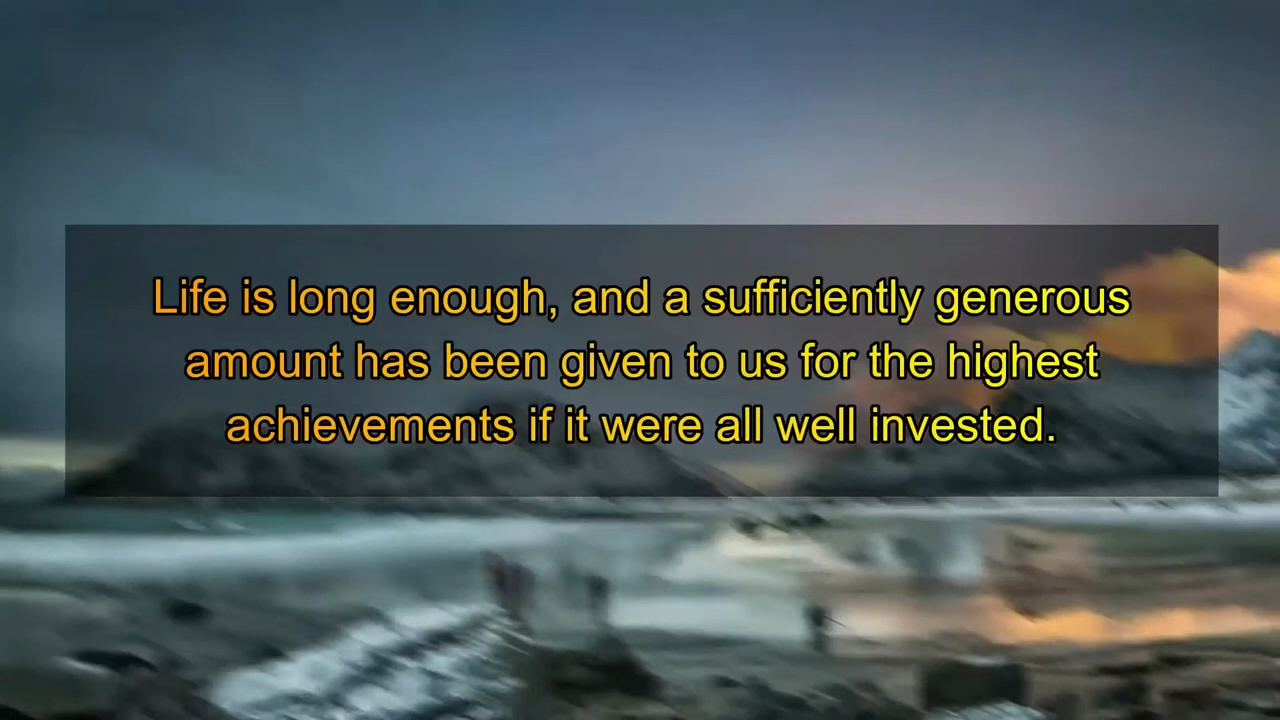 Life is long enough, and a sufficiently generous
amount has been given to us for the highest
achievements if it were all well invested.